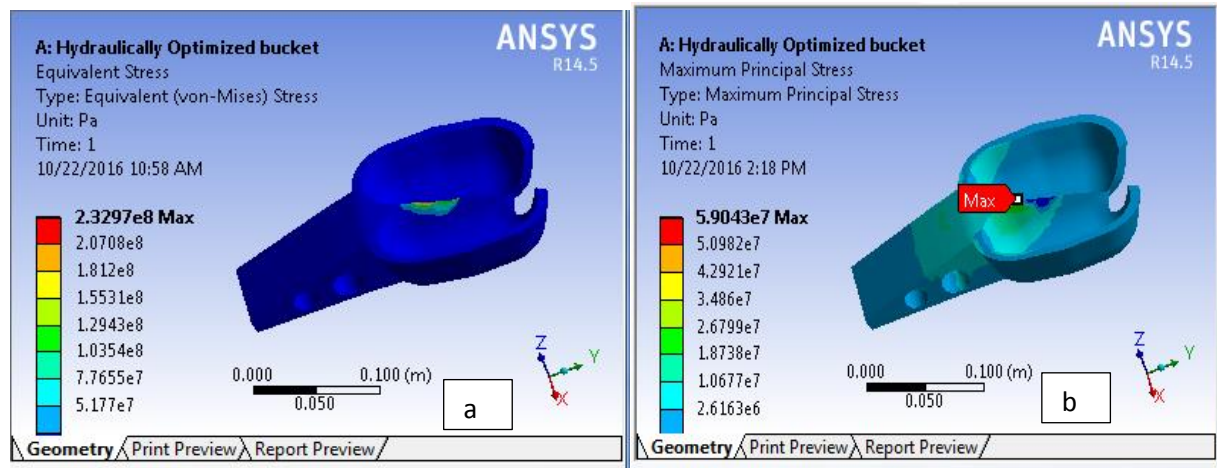 A: Hydraulically Optimized bucket
Equivalent Stress
Type: Equivalent (von-Mises) Stress
Unit: Pa
Time: 1
10/22/2016 10:58 AM
ANSYS
R14.5
2.3297e8 Max
2.0708e8
1.812e8
1.5531e8
1.2943e8
1.0354e8
7.7655e7
5.177e7
0.000
0.100 (m)
0.050
Z
Y
X
a
Geometry Print Preview Report Preview
A: Hydraulically Optimized bucket
Maximum Principal Stress
Type: Maximum Principal Stress
Unit: Pa
Time: 1
10/22/2016 2:18 PM
ANSYS
R14.5
Max
5.9043e7 Max
5.0982e7
4.2921e7
3.486e7
2.6799e7
1.8738e7
1.0677e7
2.6163e6
0.000
0.100 (m)
0.050
Z
Y
X
b
Geometry Print Preview Report Preview